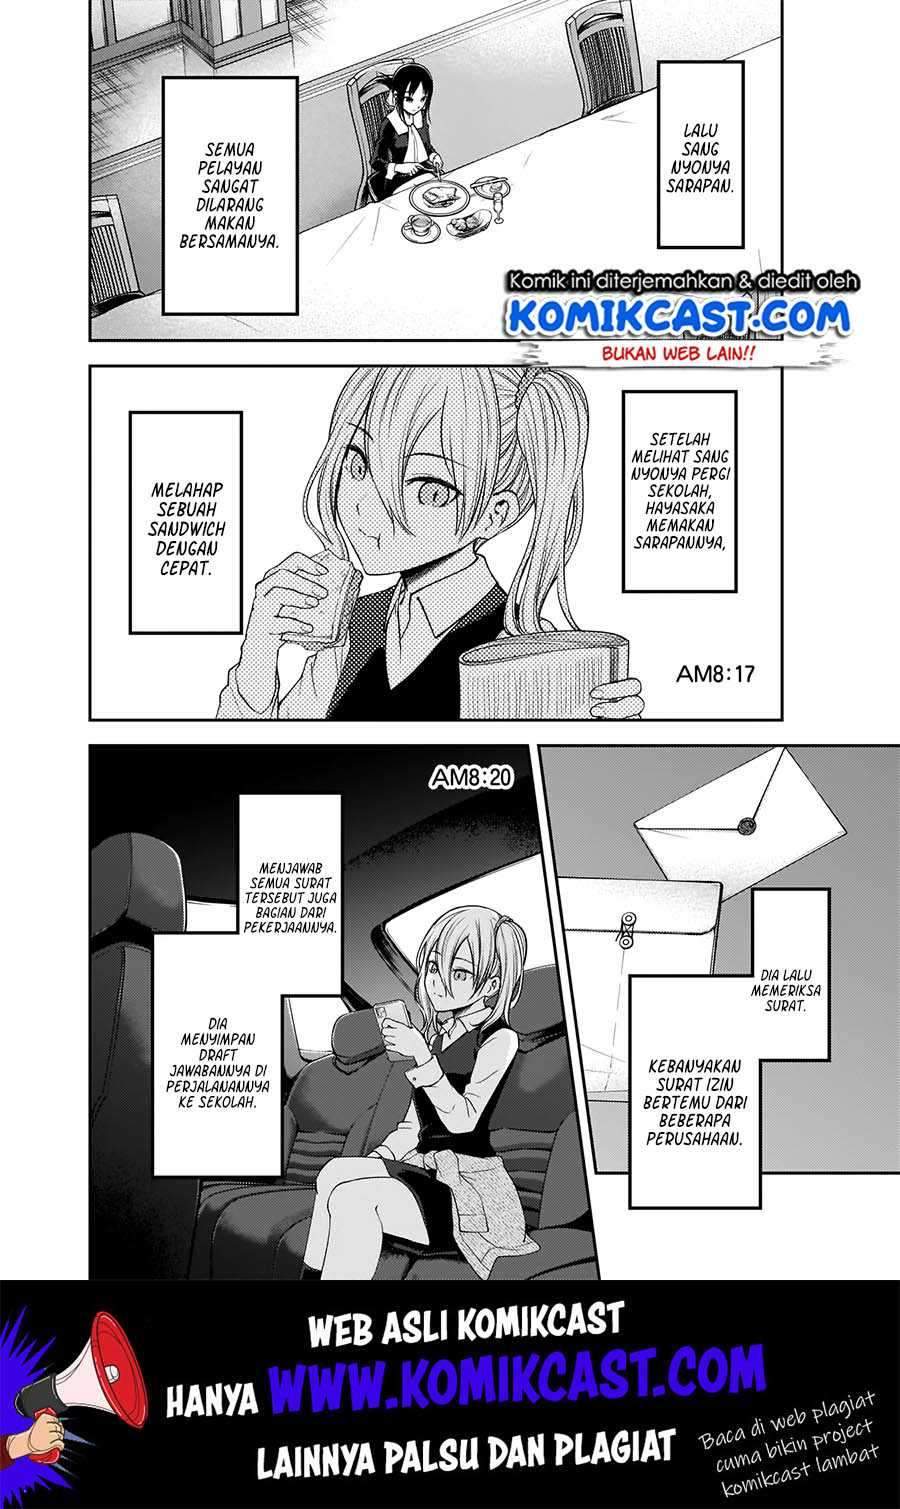 LALU
SANG
NYONYA
SARAPAN.
SEMUA
PELAYAN
SANGAT
DILARANG
MAKAN
BERSAMANYA.
Komik ini diterjemahkan & diedit oleh
KOMIKCAST.COM
BUKAN WEB LAIN!!
SETELAH
MELIHAT SANG
NYONYA PERGI
SEKOLAH,
HAYASAKA
MEMAKAN
SARAPANNYA,
MELAHAP
SEBUAH
SANDWICH
DENGAN
CEPAT.
AM8:17
DIA LALU
MEMERIKSA
SURAT.
KEBANYAKAN
SURAT IZIN
BERTEMU DARI
BEBERAPA
PERUSAHAAN.
AM8:20
MENJAWAB
SEMUA SURAT
TERSEBUT JUGA
BAGIAN DARI
PEKERJAANNYA.
DIA
MENYIMPAN
DRAFT
JAWABANNYA DI
PERJALANANNYA
KE SEKOLAH.
WEB ASLI KOMIKCAST
HANYA WWW.KOMIKCAST.COM
LAINNYA PALSU DAN PLAGIAT
Baca di web plagiat
cuma bikin project
komikcast lambat